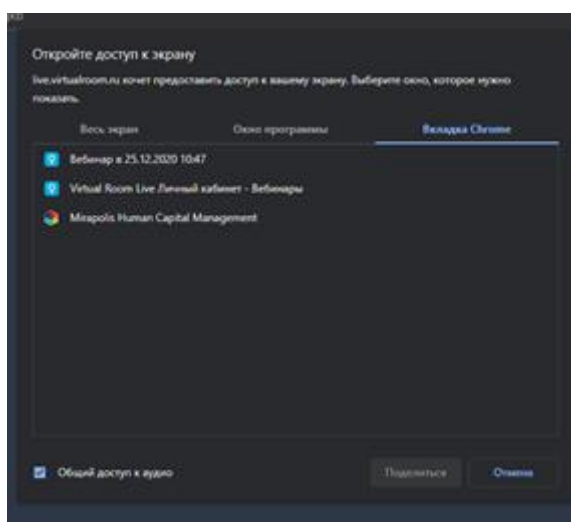 Откройте доступ к экрану
live.virtualroom.ru хочет предоставить доступ к вашему экрану. Выберите окно, которое нужно
показать.
Весь экран Окно программы Вкладка Chrome
Вебинар в 25.12.2020 10:47
Virtual Room Live Личный кабинет - Вебинары
Mirapolis Human Capital Management
Общий доступ к аудио
Поделиться Отмена